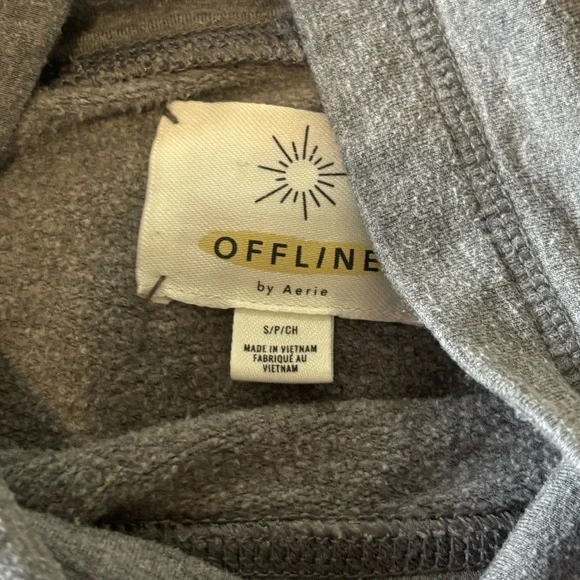 OFFLINE
by Aerie
S/P/CH
MADE IN VIETNAM
FABRIQUÉ AU
VIETNAM